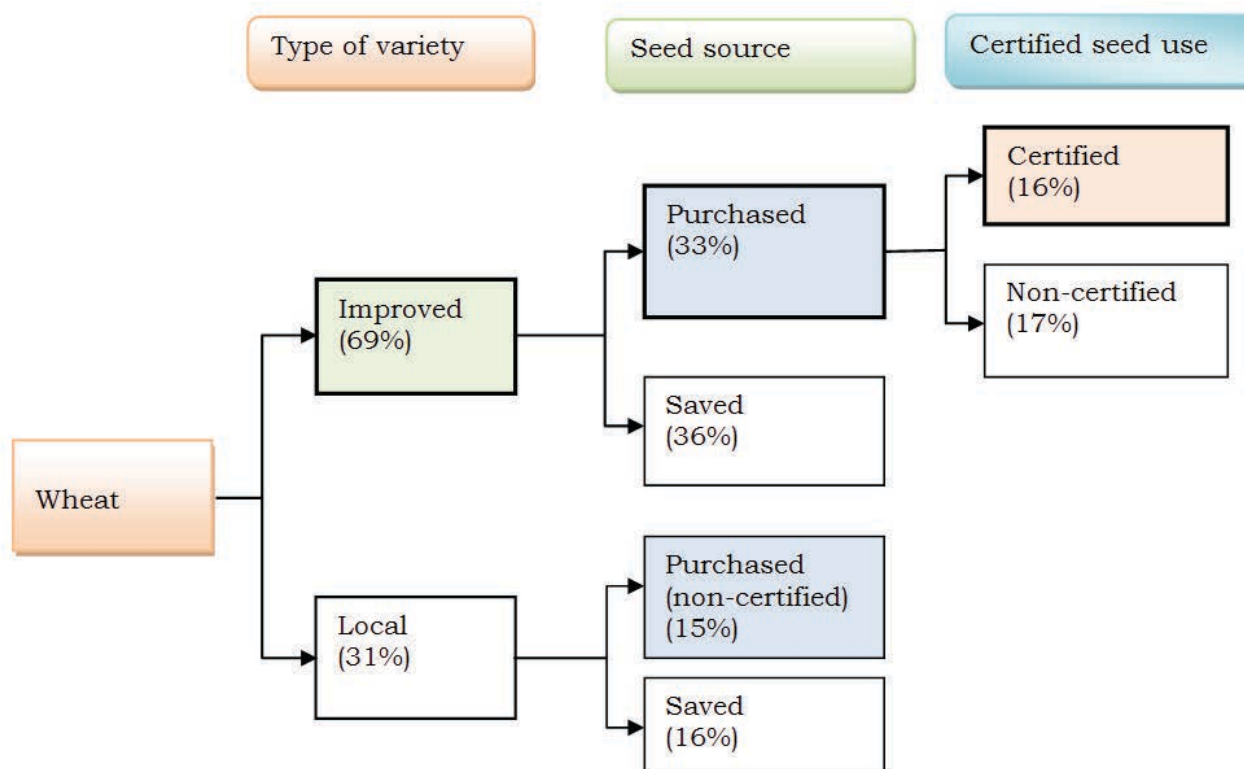 Type of variety
Seed source
Certified seed use
Certified
(16%)
Purchased
(33%)
Non-certified
(17%)
Improved
(69%)
Saved
(36%)
Wheat
Purchased
(non-certified)
(15%)
Local
(31%)
Saved
(16%)